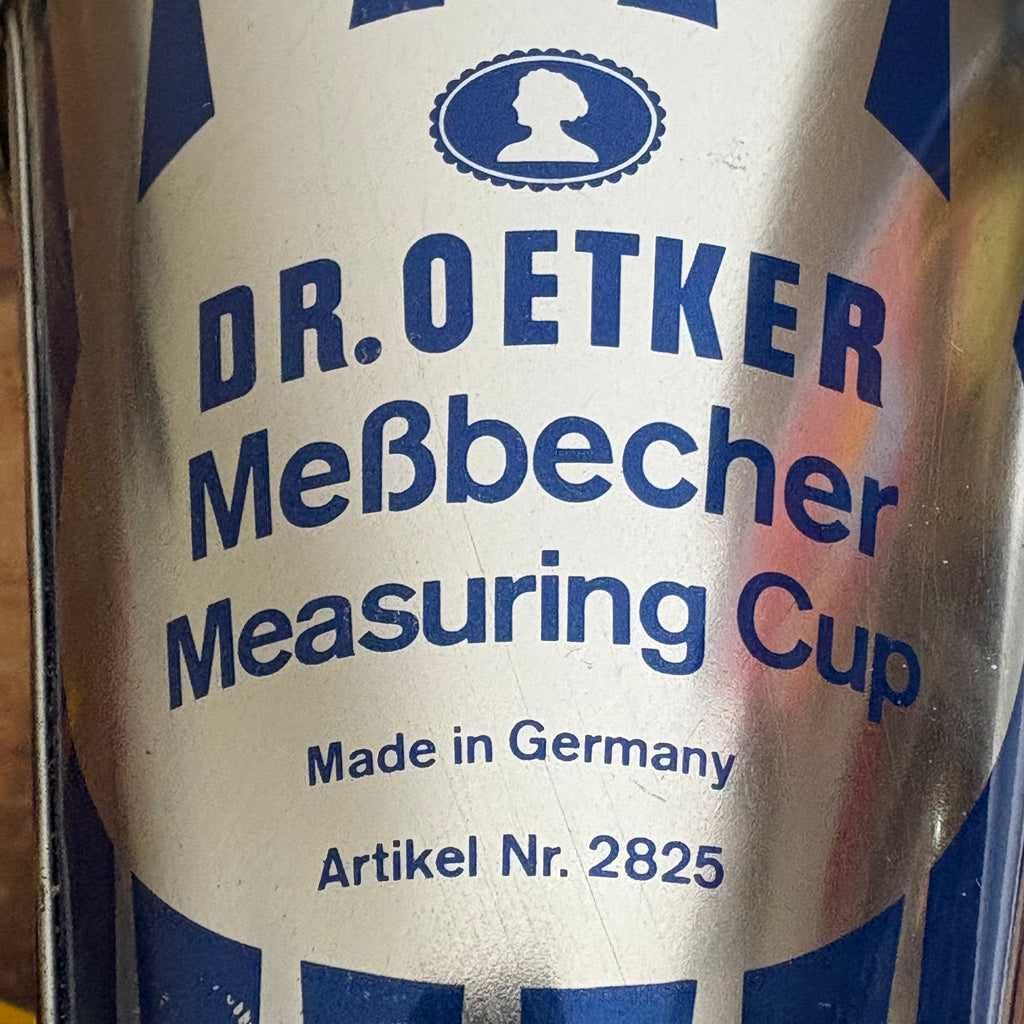 DR. OETKER
Meßbecher
Measuring Cup
Made in Germany
Artikel Nr. 2825